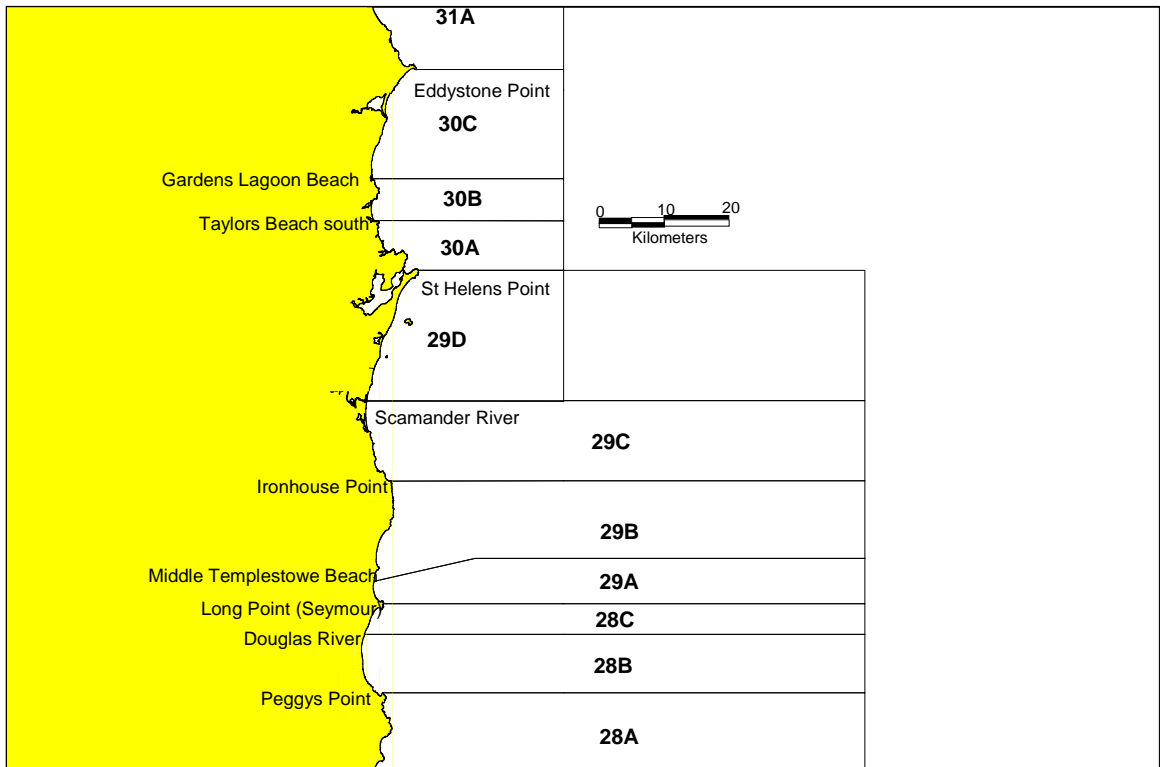 31A
Eddystone Point
30C
Gardens Lagoon Beach
30B
Taylors Beach south
0 10 20
Kilometers
30A
St Helens Point
29D
Scamander River
29C
Ironhouse Point
29B
Middle Templestowe Beach
29A
Long Point (Seymour
28C
Douglas River
28B
Peggys Point
28A